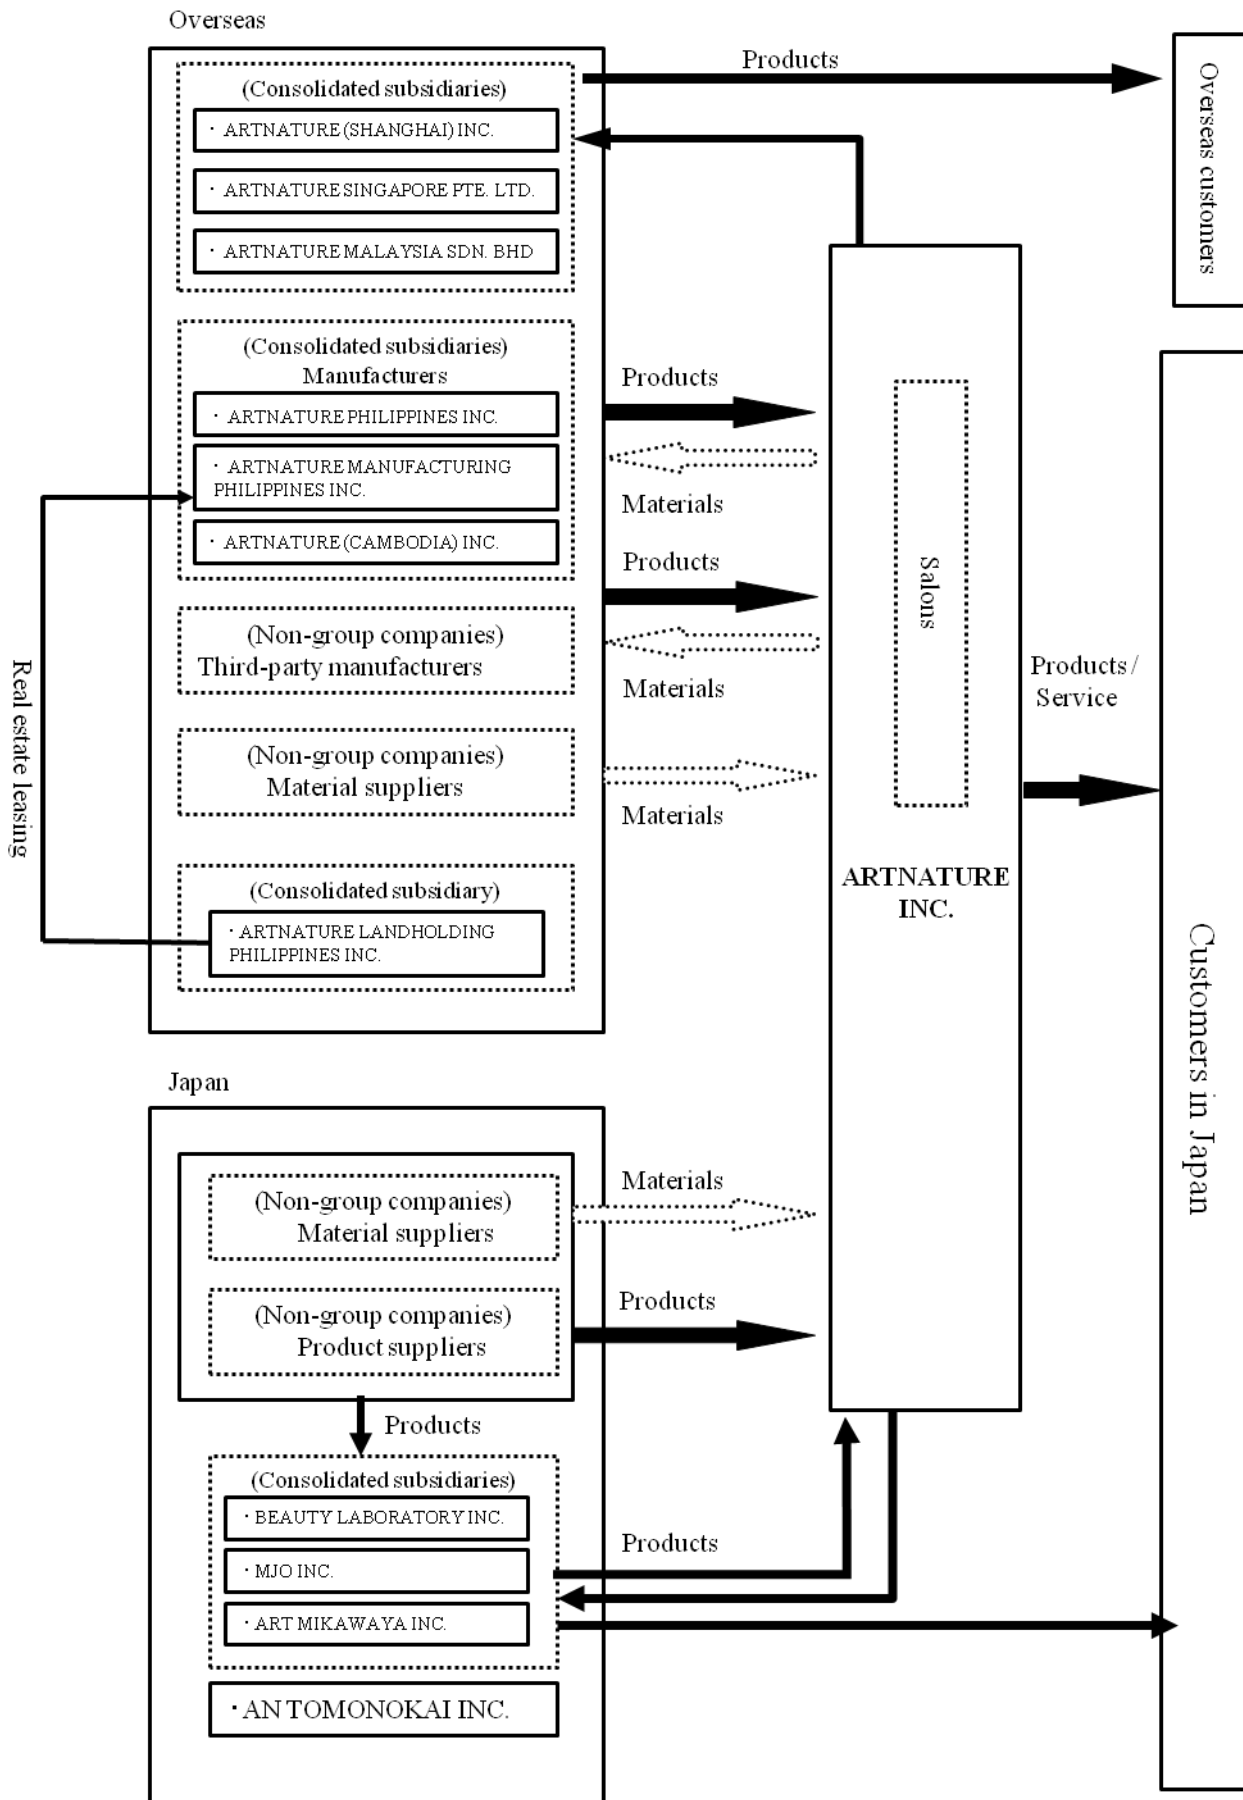 Overseas
(Consolidated subsidiaries)
・ARTNATURE (SHANGHAI) INC.
・ARTNATURE SINGAPORE PTE. LTD.
・ARTNATURE MALAYSIA SDN. BHD
Products
Overseas customers
(Consolidated subsidiaries)
Manufacturers
・ARTNATURE PHILIPPINES INC.
・ARTNATURE MANUFACTURING
PHILIPPINES INC.
・ARTNATURE (CAMBODIA) INC.
Products
Materials
Products
(Non-group companies)
Third-party manufacturers
Materials
(Non-group companies)
Material suppliers
Materials
Real estate leasing
(Consolidated subsidiary)
・ARTNATURE LANDHOLDING
PHILIPPINES INC.
Salons
ARTNATURE
INC.
Products /
Service
Customers in Japan
Japan
(Non-group companies)
Material suppliers
Materials
(Non-group companies)
Product suppliers
Products
Products
(Consolidated subsidiaries)
・BEAUTY LABORATORY INC.
・MJO INC.
・ART MIKAWAYA INC.
Products
・AN TOMONOKAI INC.